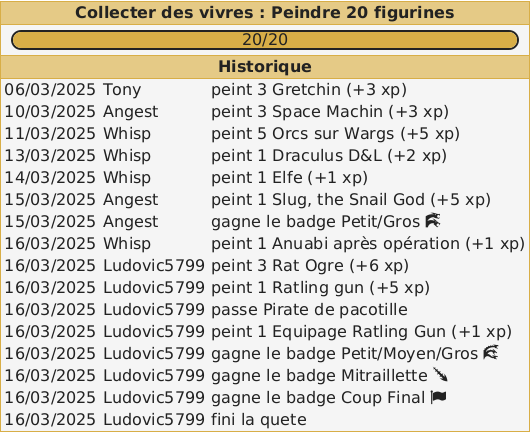 Collecter des vivres : Peindre 20 figurines
20/20
Historique
06/03/2025 Tony peint 3 Gretchin (+3 xp)
10/03/2025 Angest peint 3 Space Machin (+3 xp)
11/03/2025 Whisp peint 5 Orcs sur Wargs (+5 xp)
13/03/2025 Whisp peint 1 Draculus D&L (+2 xp)
14/03/2025 Whisp peint 1 Elfe (+1 xp)
15/03/2025 Angest peint 1 Slug, the Snail God (+5 xp)
15/03/2025 Angest gagne le badge Petit/Gros
16/03/2025 Whisp peint 1 Anuabi après opération (+1 xp)
16/03/2025 Ludovic5799 peint 3 Rat Ogre (+6 xp)
16/03/2025 Ludovic5799 peint 1 Ratling gun (+5 xp)
16/03/2025 Ludovic5799 passe Pirate de pacotille
16/03/2025 Ludovic5799 peint 1 Equipage Ratling Gun (+1 xp)
16/03/2025 Ludovic5799 gagne le badge Petit/Moyen/Gros
16/03/2025 Ludovic5799 gagne le badge Mitraillette
16/03/2025 Ludovic5799 gagne le badge Coup Final
16/03/2025 Ludovic5799 fini la quete